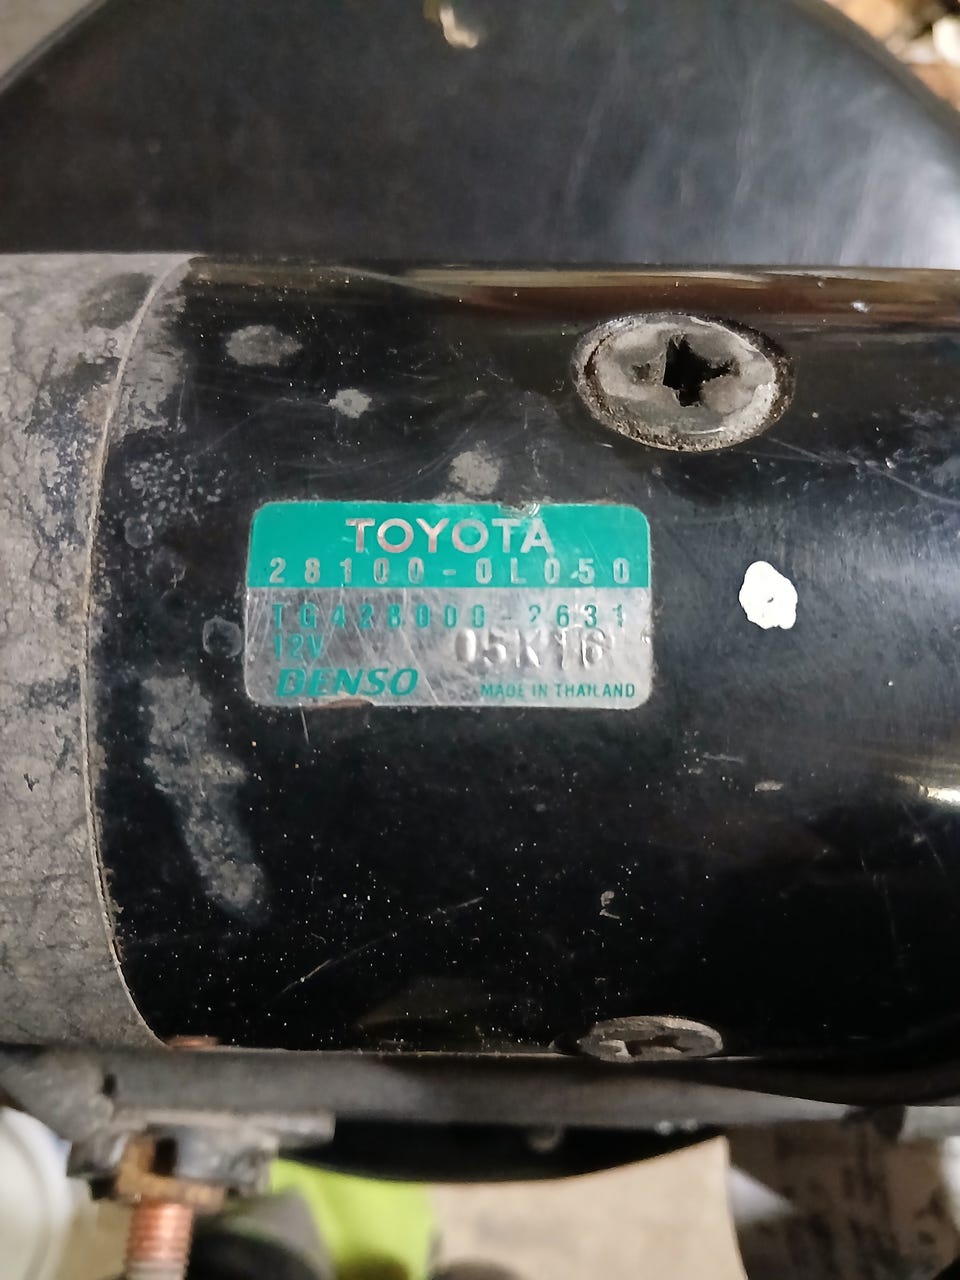 TOYOTA
28100-0L050
TG428000-2631
12V 05K16
DENSO MADE IN THAILAND